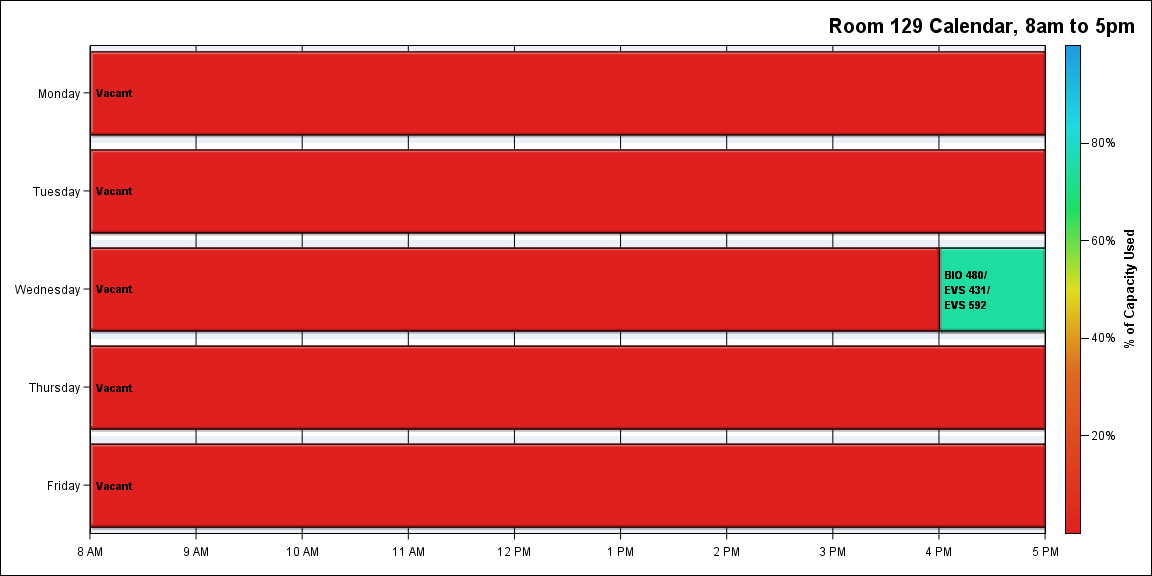 Room 129 Calendar, 8am to 5pm
Monday
Vacant
Tuesday
Vacant
Wednesday
Vacant
BIO 480/
EVS 431/
EVS 592
Thursday
Vacant
Friday
Vacant
8 AM
9 AM
10 AM
11 AM
12 PM
1 PM
2 PM
3 PM
4 PM
5 PM
80%
60%
40%
20%
% of Capacity Used